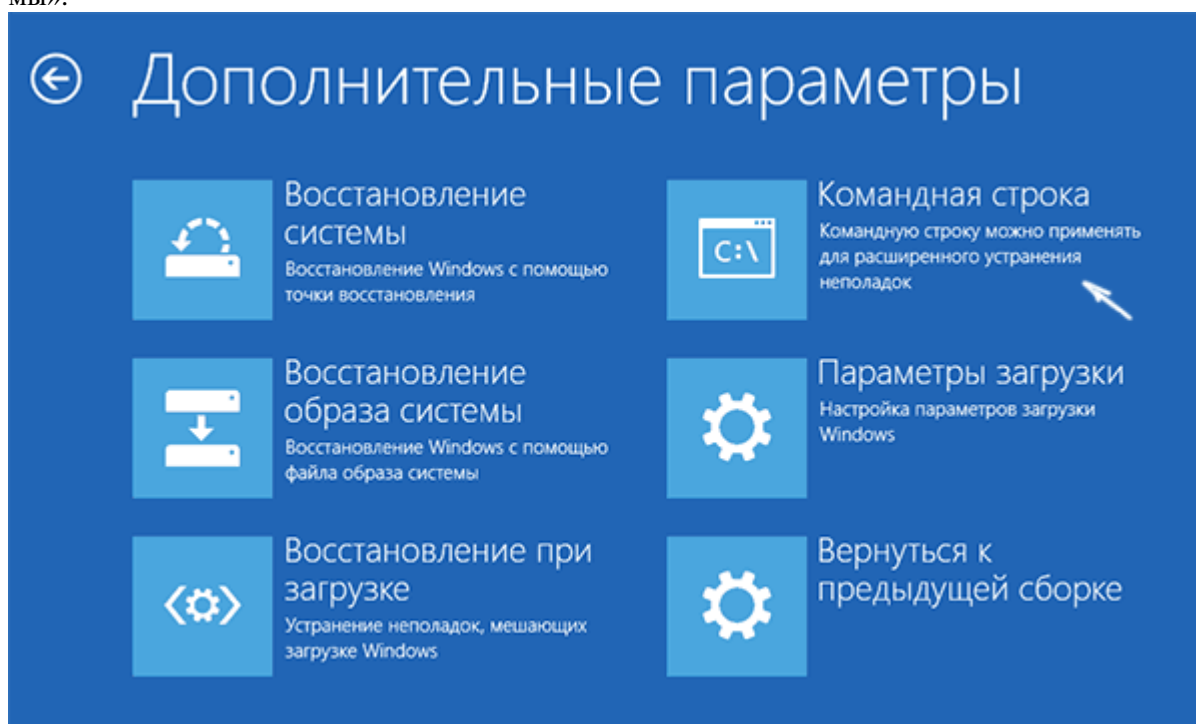 мы».
Дополнительные параметры
Восстановление
системы
Восстановление Windows с помощью
точки восстановления
Командная строка
Командную строку можно применять
для расширенного устранения
неполадок
C:\
Восстановление
образа системы
Восстановление Windows с помощью
файла образа системы
Параметры загрузки
Настройка параметров загрузки
Windows
Восстановление при
загрузке
Устранение неполадок, мешающих
загрузке Windows
Вернуться к
предыдущей сборке